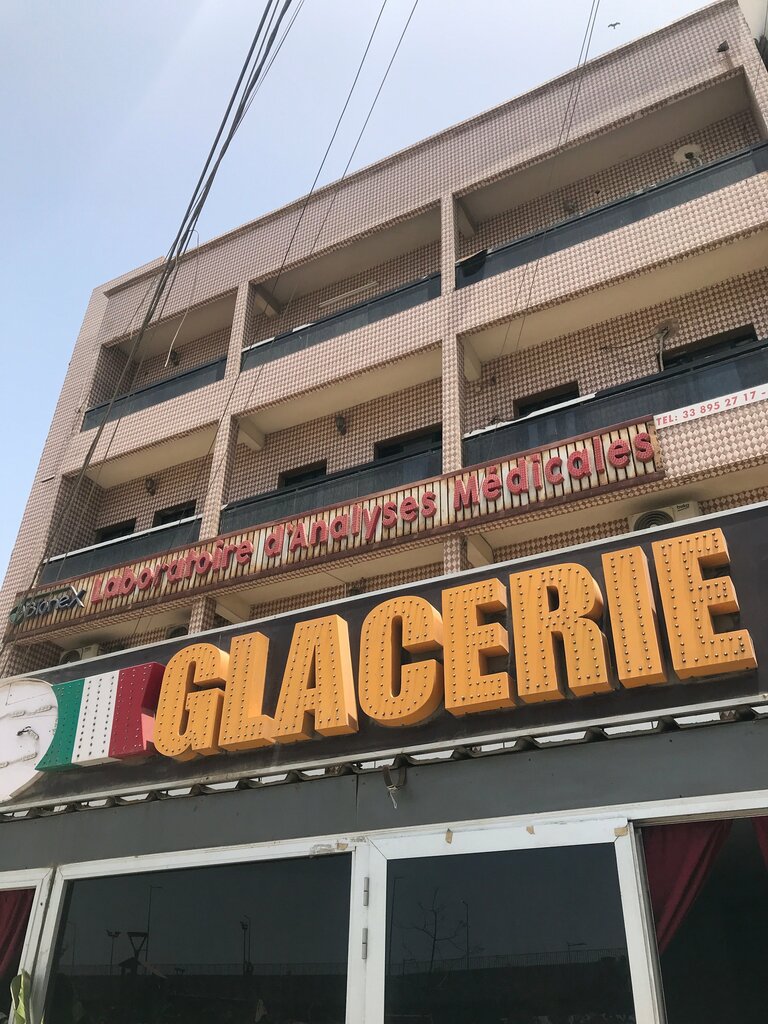 TEL: 33 895 27 17 -
BioneX Laboratoire d'Analyses Médicales
GLACERIE